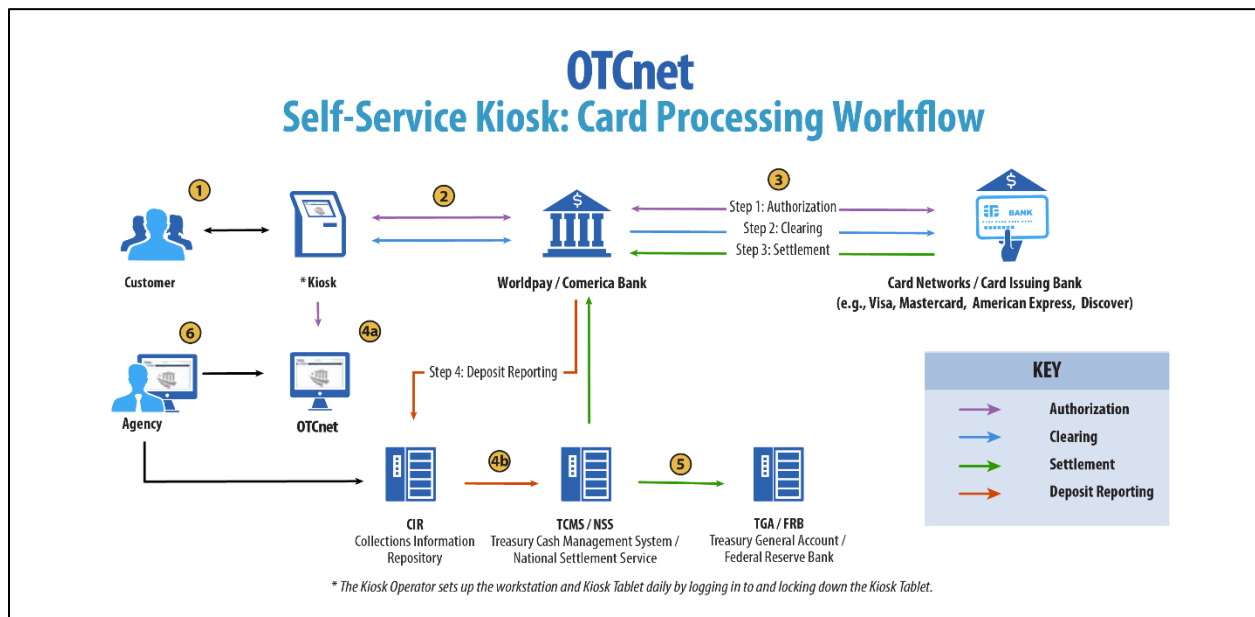 OTCnet
Self-Service Kiosk: Card Processing Workflow
1
2
3
Step 1: Authorization
Step 2: Clearing
Step 3: Settlement
$
$
BANK
Customer
* Kiosk
Worldpay / Comerica Bank
Card Networks / Card Issuing Bank
(e.g., Visa, Mastercard, American Express, Discover)
6
4a
Step 4: Deposit Reporting
Agency
OTCnet
KEY
Authorization
Clearing
Settlement
Deposit Reporting
4b
5
CIR
Collections Information
Repository
TCMS / NSS
Treasury Cash Management System /
National Settlement Service
TGA / FRB
Treasury General Account /
Federal Reserve Bank
* The Kiosk Operator sets up the workstation and Kiosk Tablet daily by logging in to and locking down the Kiosk Tablet.